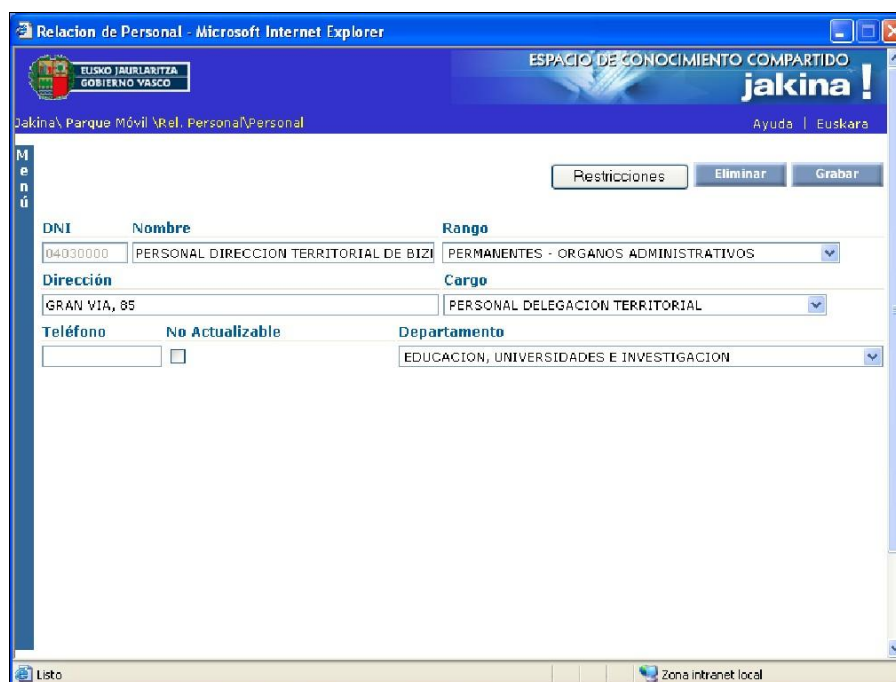 Relacion de Personal - Microsoft Internet Explorer
EUSKO JAURLARITZA
GOBIERNO VASCO
ESPACIO DE CONOCIMIENTO COMPARTIDO
jakina !
Jakina\ Parque Móvil \Rel. Personal\Personal
Ayuda | Euskara
Menú
Restricciones Eliminar Grabar
DNI Nombre Rango
04030000 PERSONAL DIRECCION TERRITORIAL DE BIZI PERMANENTES - ORGANOS ADMINISTRATIVOS
Dirección Cargo
GRAN VIA, 85 PERSONAL DELEGACION TERRITORIAL
Teléfono No Actualizable Departamento
EDUCACION, UNIVERSIDADES E INVESTIGACION
Listo Zona intranet local